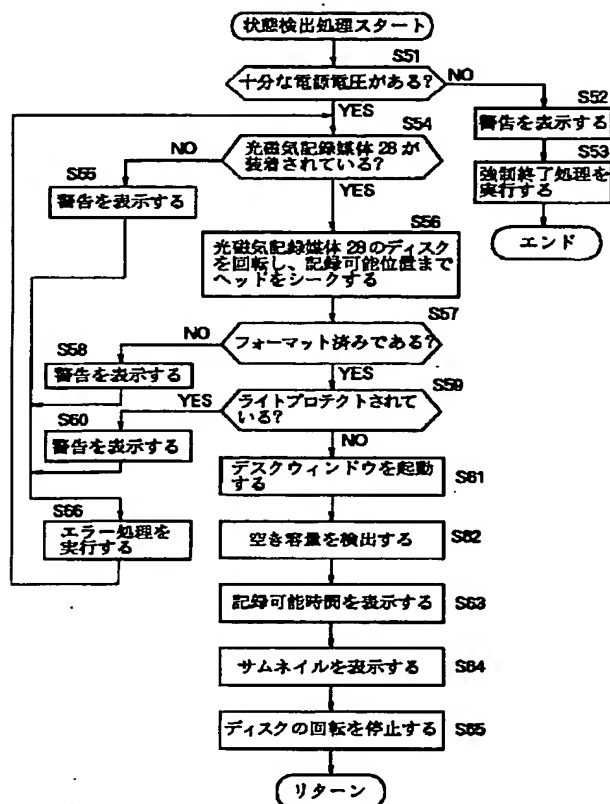 状態検出処理スタート
S51
十分な電源電圧がある?
NO
YES
S52
警告を表示する
S53
強制終了処理を
実行する
エンド
S54
光磁気記録媒体 28 が
装着されている?
NO
YES
S55
警告を表示する
S56
光磁気記録媒体 28 のディスク
を回転し、記録可能位置まで
ヘッドをシークする
S57
フォーマット済みである?
NO
YES
S58
警告を表示する
S59
ライトプロテクトされて
いる?
YES
NO
S60
警告を表示する
デスクウィンドウを起動
する
S61
S66
エラー処理を
実行する
空き容量を検出する
S62
記録可能時間を表示する
S63
サムネイルを表示する
S64
ディスクの回転を停止する
S65
リターン